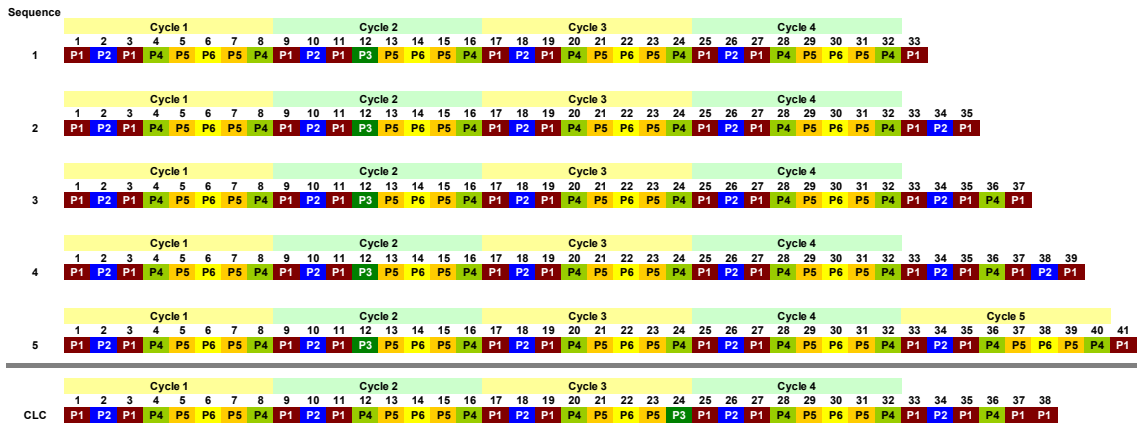 Sequence
Cycle 1 Cycle 2 Cycle 3 Cycle 4
1 2 3 4 5 6 7 8 9 10 11 12 13 14 15 16 17 18 19 20 21 22 23 24 25 26 27 28 29 30 31 32 33
1 P1 P2 P1 P4 P5 P6 P5 P4 P1 P2 P1 P3 P5 P6 P5 P4 P1 P2 P1 P4 P5 P6 P5 P4 P1 P2 P1 P4 P5 P6 P5 P4 P1
Cycle 1 Cycle 2 Cycle 3 Cycle 4
1 2 3 4 5 6 7 8 9 10 11 12 13 14 15 16 17 18 19 20 21 22 23 24 25 26 27 28 29 30 31 32 33 34 35
2 P1 P2 P1 P4 P5 P6 P5 P4 P1 P2 P1 P3 P5 P6 P5 P4 P1 P2 P1 P4 P5 P6 P5 P4 P1 P2 P1 P4 P5 P6 P5 P4 P1 P2 P1
Cycle 1 Cycle 2 Cycle 3 Cycle 4
1 2 3 4 5 6 7 8 9 10 11 12 13 14 15 16 17 18 19 20 21 22 23 24 25 26 27 28 29 30 31 32 33 34 35 36 37
3 P1 P2 P1 P4 P5 P6 P5 P4 P1 P2 P1 P3 P5 P6 P5 P4 P1 P2 P1 P4 P5 P6 P5 P4 P1 P2 P1 P4 P5 P6 P5 P4 P1 P2 P1 P4 P1
Cycle 1 Cycle 2 Cycle 3 Cycle 4
1 2 3 4 5 6 7 8 9 10 11 12 13 14 15 16 17 18 19 20 21 22 23 24 25 26 27 28 29 30 31 32 33 34 35 36 37 38 39
4 P1 P2 P1 P4 P5 P6 P5 P4 P1 P2 P1 P3 P5 P6 P5 P4 P1 P2 P1 P4 P5 P6 P5 P4 P1 P2 P1 P4 P5 P6 P5 P4 P1 P2 P1 P4 P1 P2 P1
Cycle 1 Cycle 2 Cycle 3 Cycle 4 Cycle 5
1 2 3 4 5 6 7 8 9 10 11 12 13 14 15 16 17 18 19 20 21 22 23 24 25 26 27 28 29 30 31 32 33 34 35 36 37 38 39 40 41
5 P1 P2 P1 P4 P5 P6 P5 P4 P1 P2 P1 P3 P5 P6 P5 P4 P1 P2 P1 P4 P5 P6 P5 P4 P1 P2 P1 P4 P5 P6 P5 P4 P1 P2 P1 P4 P5 P6 P5 P4 P1
Cycle 1 Cycle 2 Cycle 3 Cycle 4
1 2 3 4 5 6 7 8 9 10 11 12 13 14 15 16 17 18 19 20 21 22 23 24 25 26 27 28 29 30 31 32 33 34 35 36 37 38
CLC P1 P2 P1 P4 P5 P6 P5 P4 P1 P2 P1 P4 P5 P6 P5 P4 P1 P2 P1 P4 P5 P6 P5 P3 P1 P2 P1 P4 P5 P6 P5 P4 P1 P2 P1 P4 P1 P1